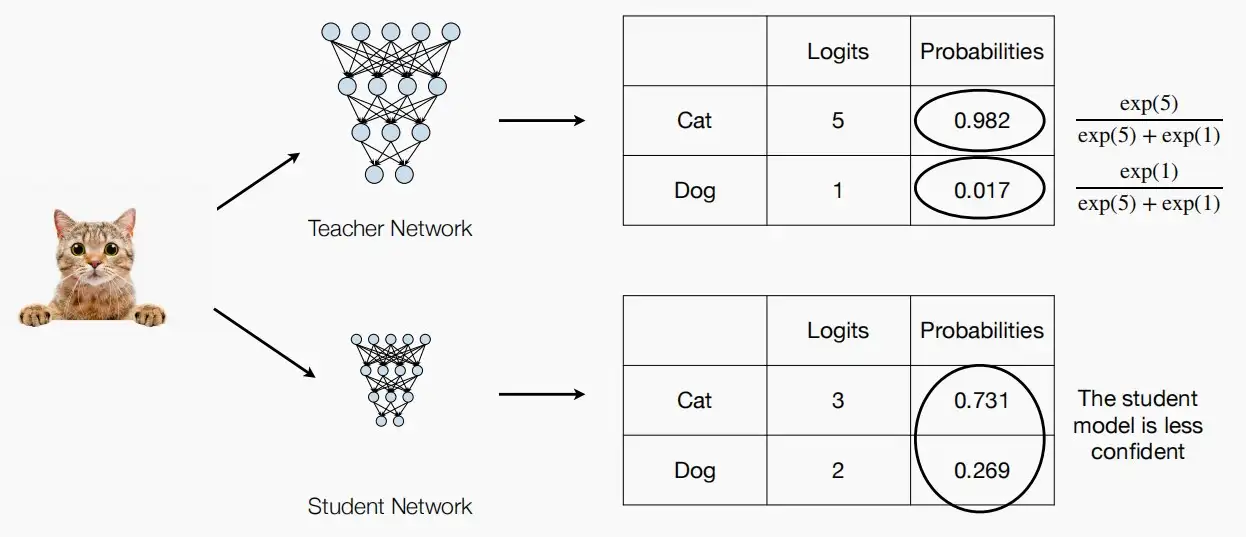 Teacher Network
Logits Probabilities
Cat 5 0.982
Dog 1 0.017
exp(5)
exp(5) + exp(1)
exp(1)
exp(5) + exp(1)
Student Network
Logits Probabilities
Cat 3 0.731
Dog 2 0.269
The student
model is less
confident